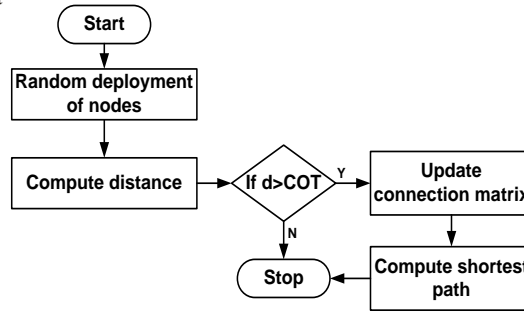 Start
Random deployment
of nodes
Compute distance
If d>COT
Y
N
Update
connection matrix
Compute shortest
path
Stop